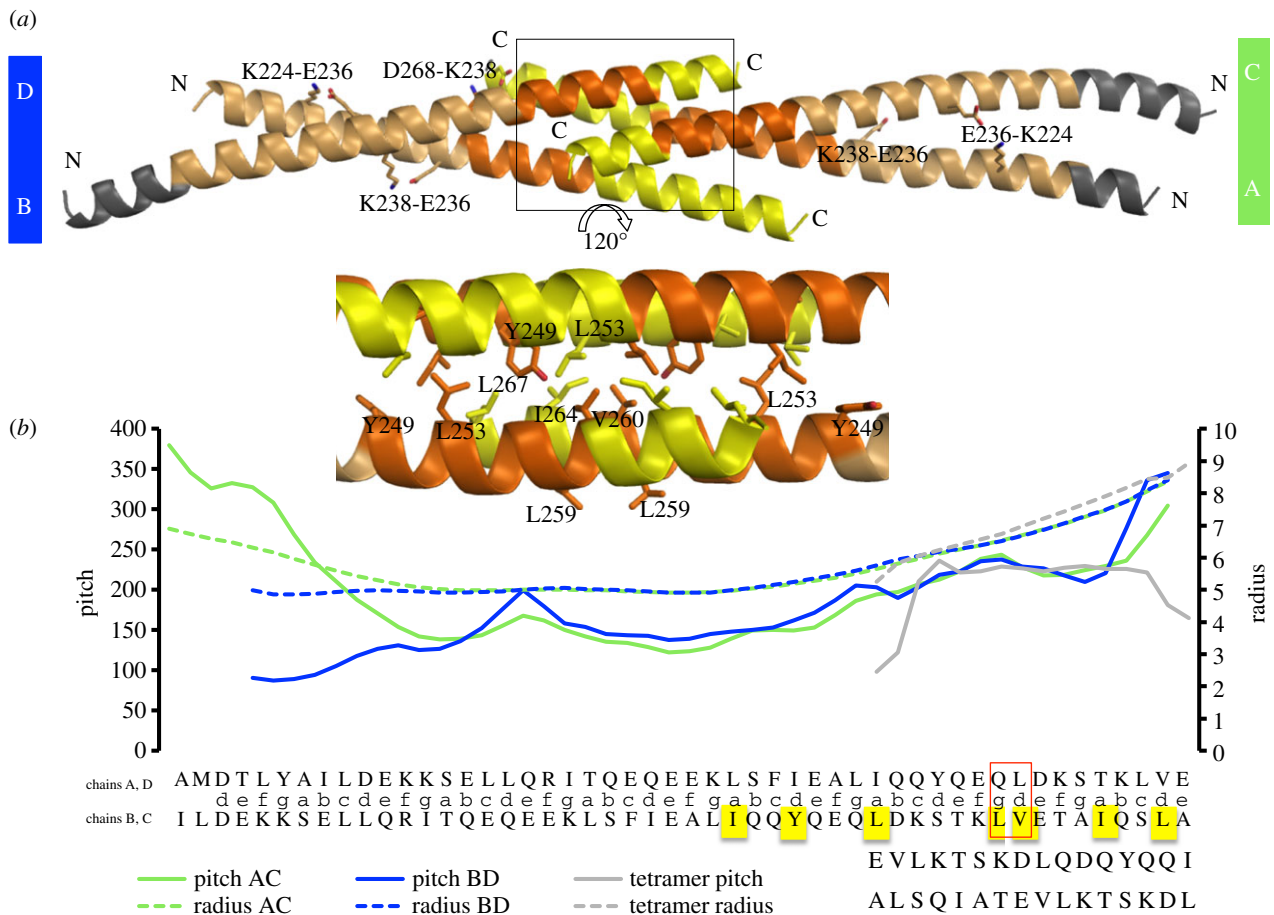 (a)
D
B
N
K224-E236
D268-K238
C
C
N
C
A
N
C
K238-E236
E236-K224
N
K238-E236
C
120°
Y249
L253
L267
I264
V260
L253
Y249
L253
Y249
L259
L259
(b)
400
350
300
250
200
150
100
50
0
pitch
10
9
8
7
6
5
4
3
2
1
0
radius
chains A, D A M D T L Y A I L D E K K S E L L Q R I T Q E Q E E K L S F I E A L I Q Q Y Q E Q L D K S T K L V E
d e f g a b c d e f g a b c d e f g a b c d e f g a b c d e f g a b c d e f g d e f g a b c d e
chains B, C I L D E K K S E L L Q R I T Q E Q E E K L S F I E A L I Q Q Y Q E Q L D K S T K L V E T A I Q S L A
E V L K T S K D L Q D Q Y Q Q I
A L S Q I A T E V L K T S K D L
pitch AC
pitch BD
tetramer pitch
radius AC
radius BD
tetramer radius